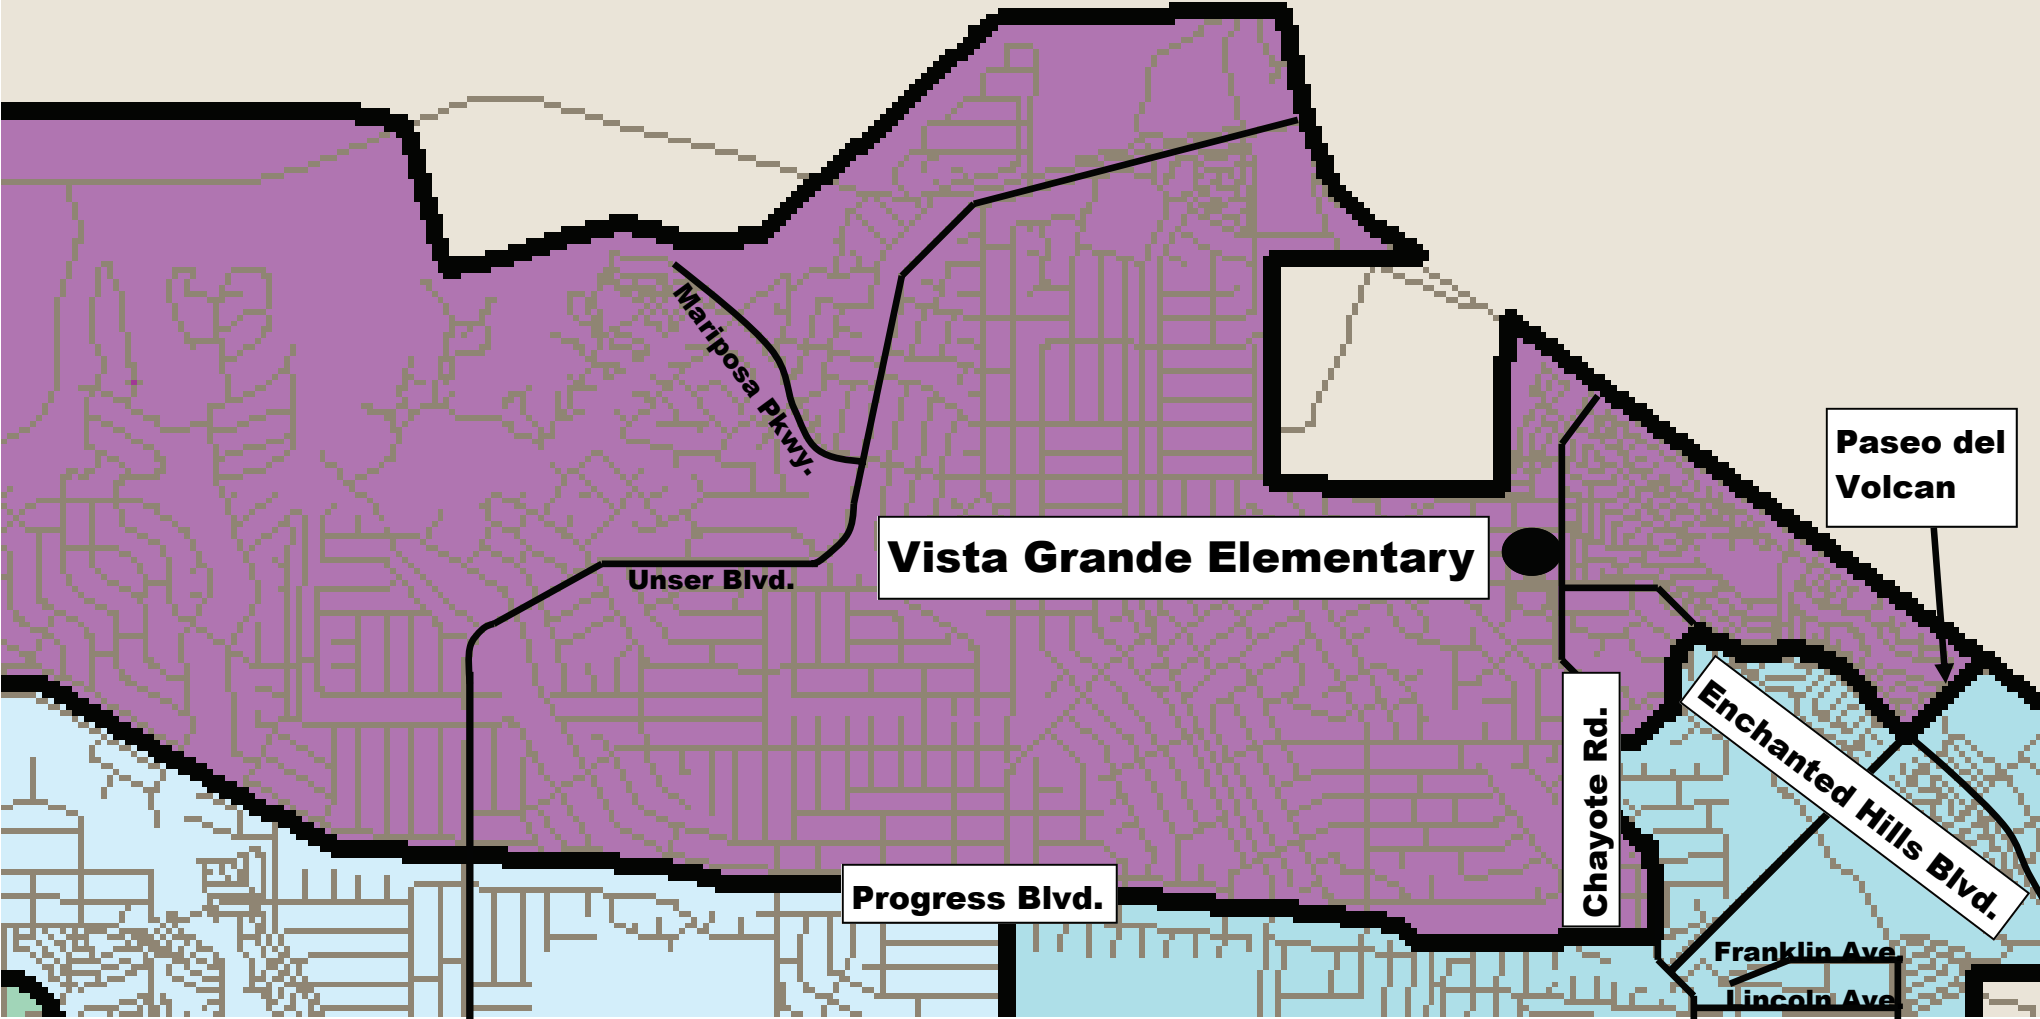 Mariposa Pkwy.
Paseo del
Volcan
Vista Grande Elementary
Unser Blvd.
Enchanted Hills Blvd.
Chayote Rd.
Progress Blvd.
Franklin Ave.
Lincoln Ave.